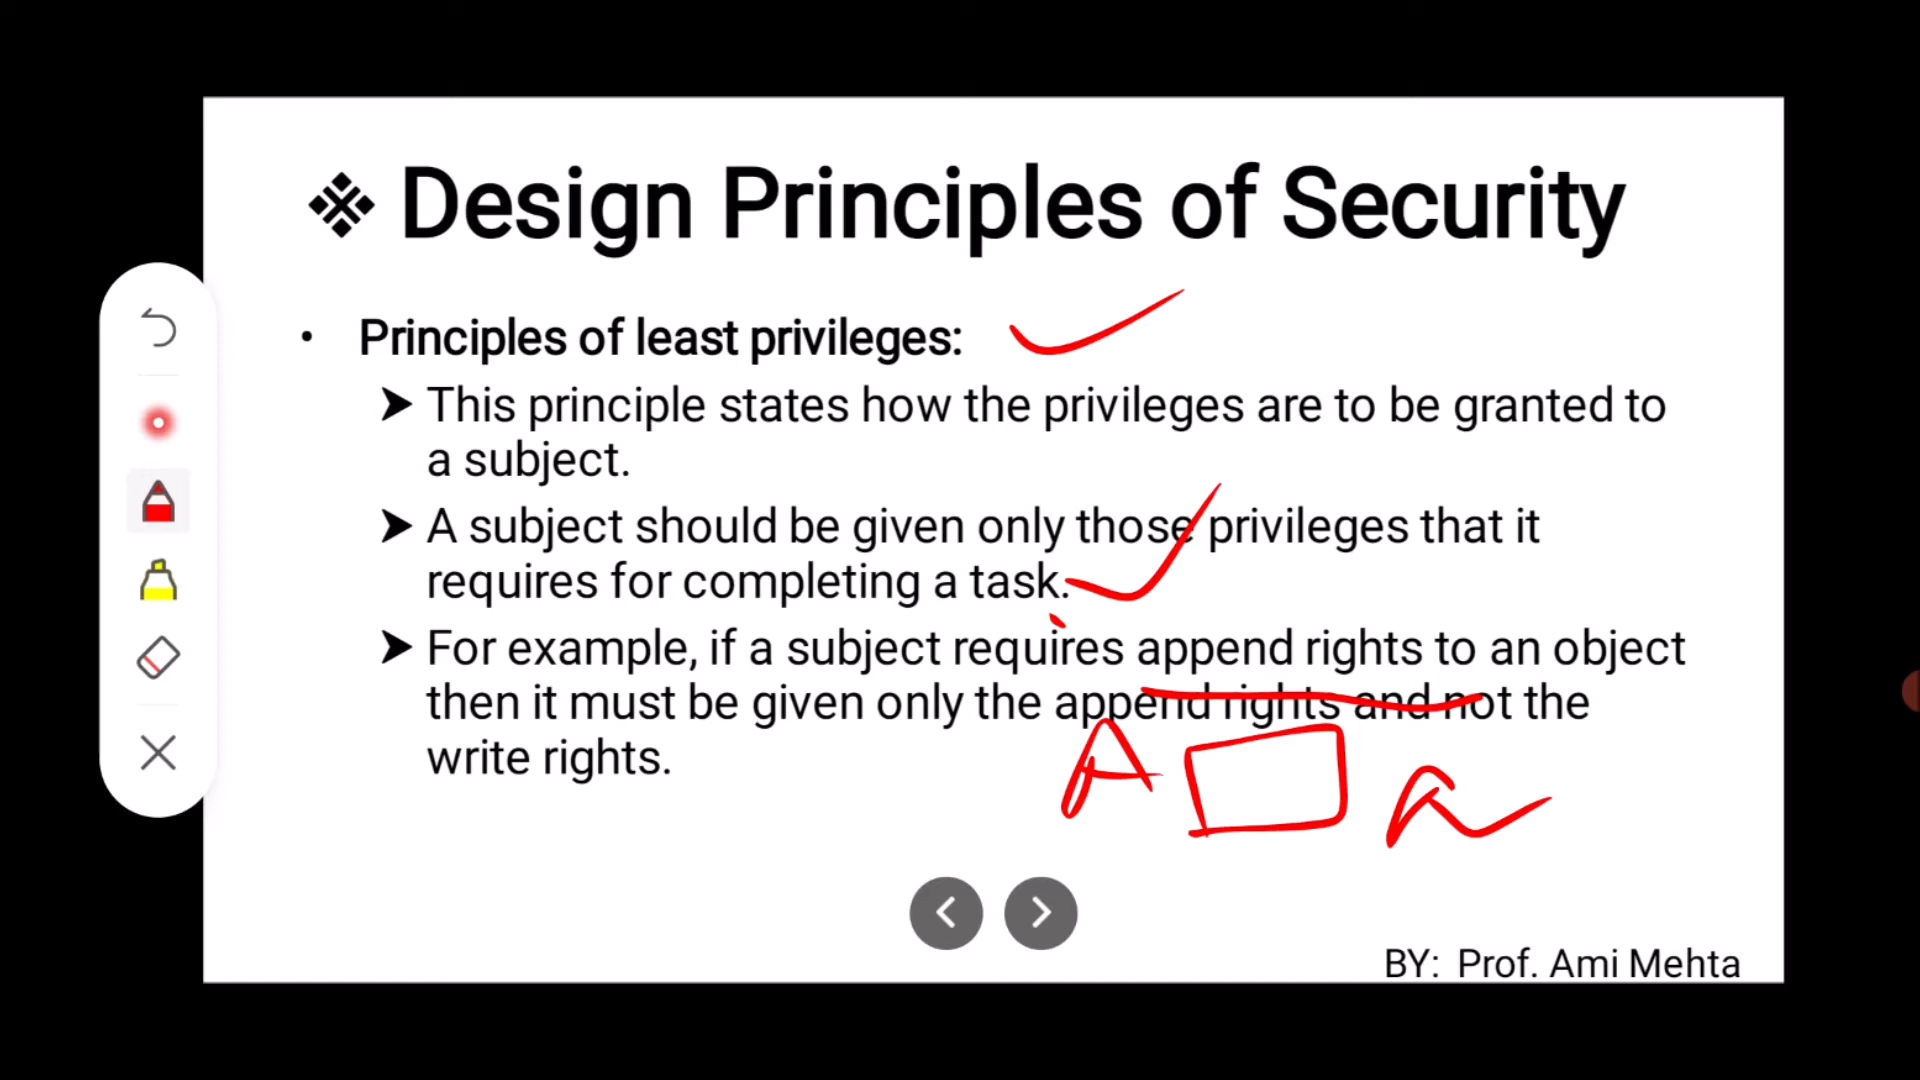 ❖ Design Principles of Security
• Principles of least privileges:
➤ This principle states how the privileges are to be granted to
a subject.
➤ A subject should be given only those privileges that it
requires for completing a task.
➤ For example, if a subject requires append rights to an object
then it must be given only the append rights and not the
write rights.
A
BY: Prof. Ami Mehta